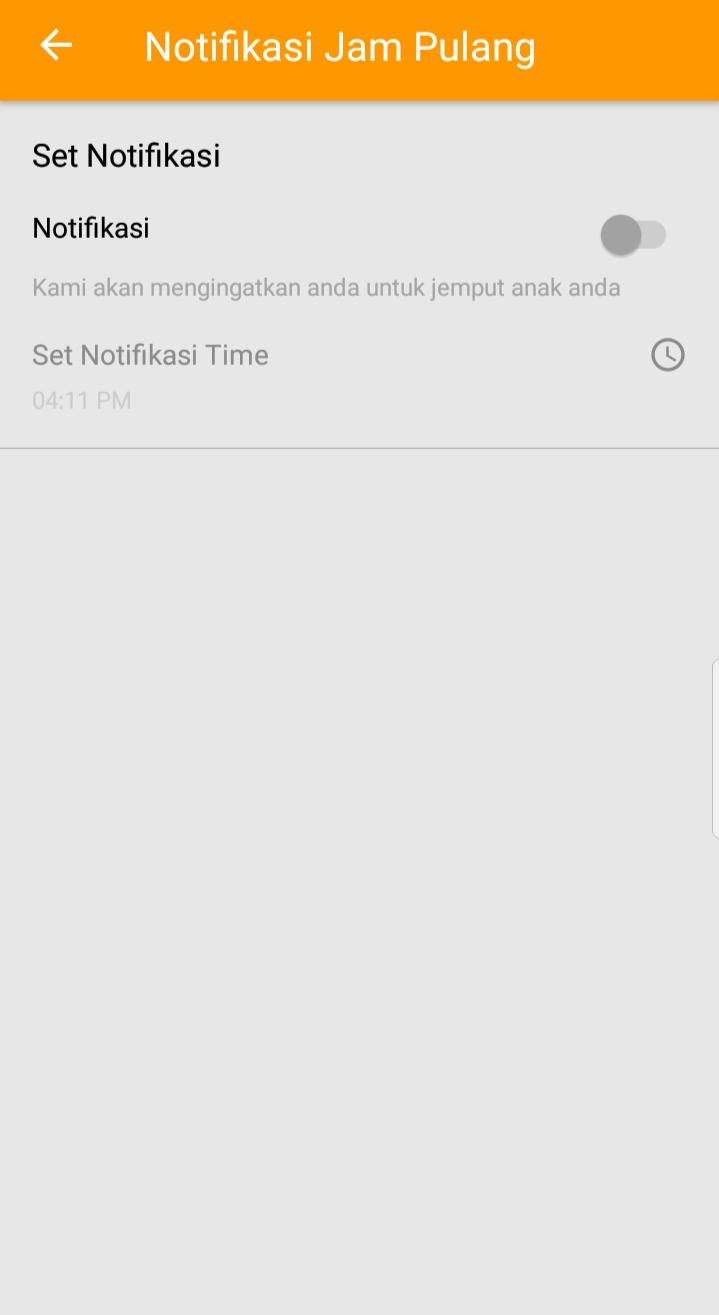 Notifikasi Jam Pulang
Set Notifikasi
Notifikasi
Kami akan mengingatkan anda untuk jemput anak anda
Set Notifikasi Time
04:11 PM